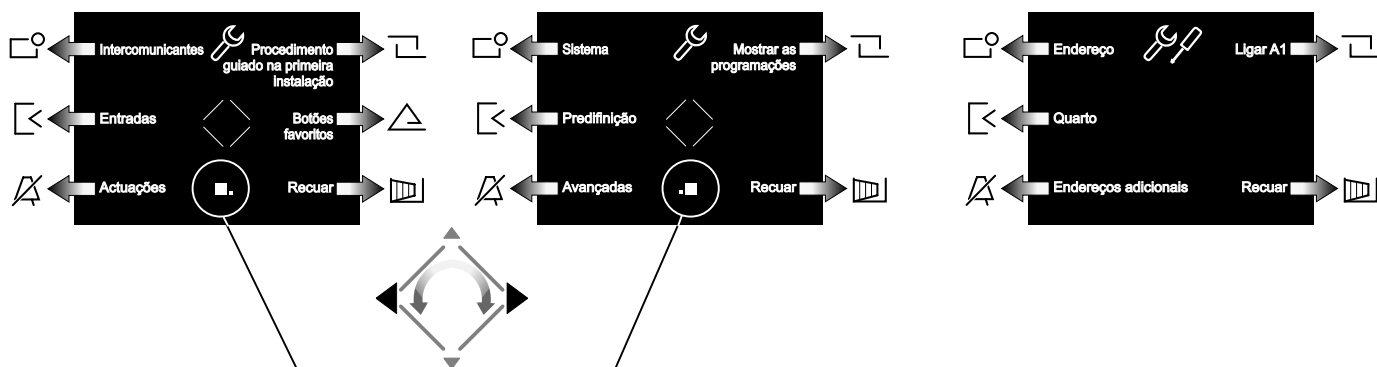 Intercomunicantes
Procedimento
guiado na primeira
instalação
Entradas
Botões
favoritos
Actuações
Recuar
Sistema
Mostrar as
programações
Predifinição
Avançadas
Recuar
Endereço
Ligar A1
Quarto
Endereços adicionais
Recuar